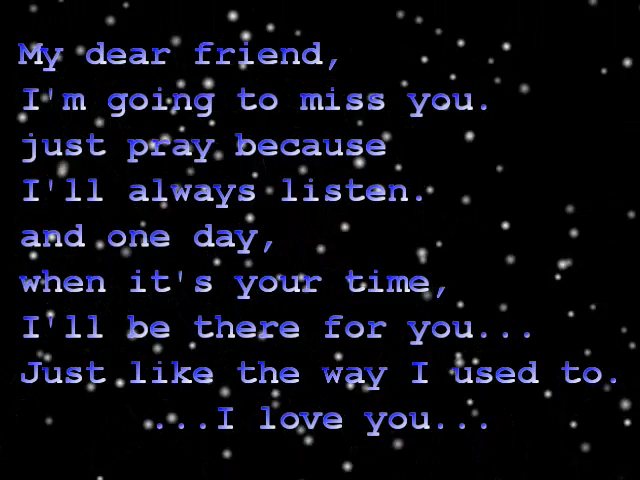 My dear friend,
I'm going to miss you.
just pray because
I'll always listen.
and one day,
when it's your time,
I'll be there for you...
Just like the way I used to.
...I love you...